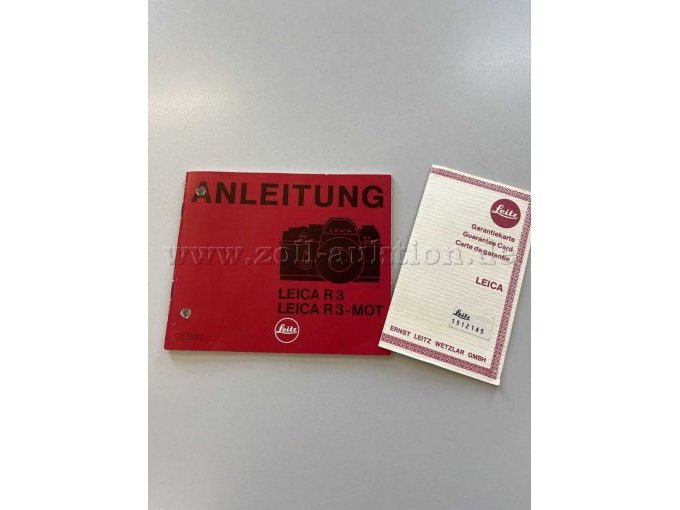 ANLEITUNG
LEICA
LEICA R3
LEICA R3-MOT
Leitz
www.zoll-auktion.de
Leitz
Garantiekarte
Guarantee Card
Carte de garantie
LEICA
Leitz
1512145
ERNST LEITZ WETZLAR GMBH